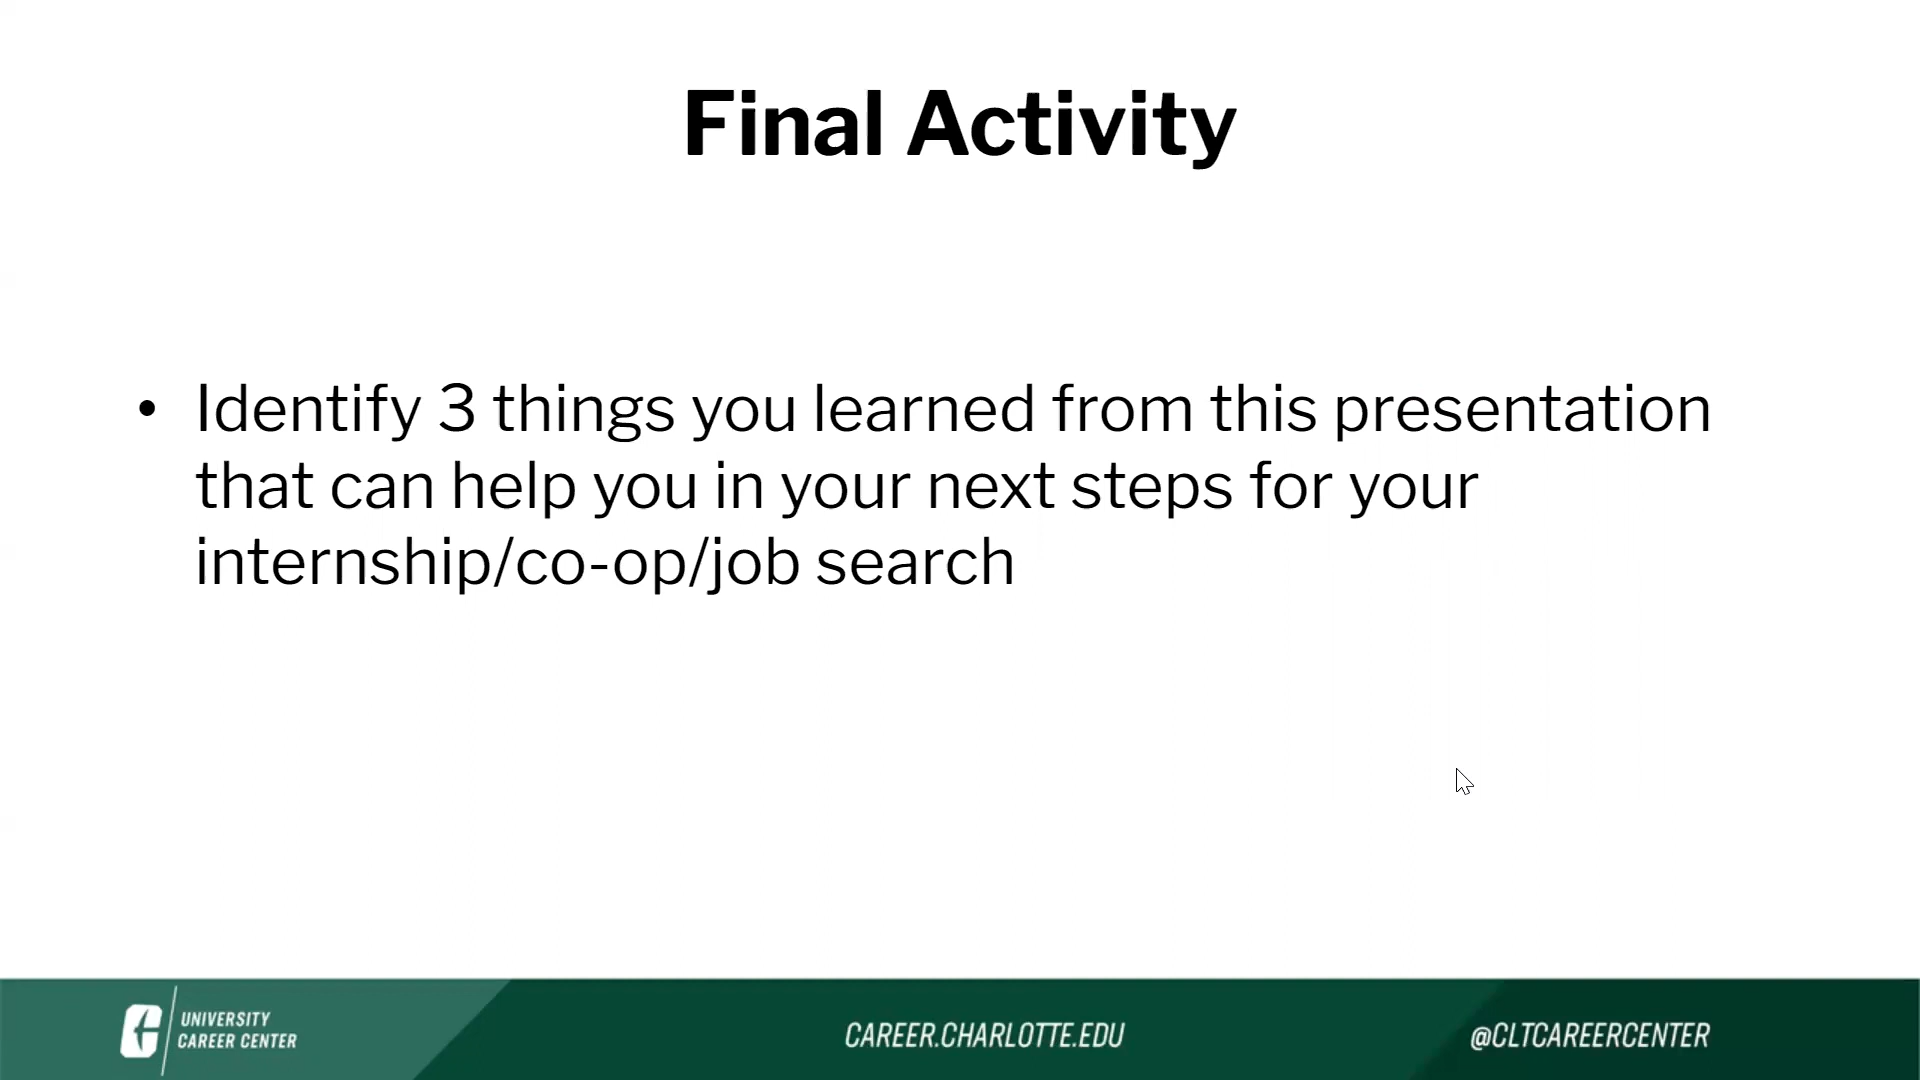 Final Activity
• Identify 3 things you learned from this presentation
that can help you in your next steps for your
internship/co-op/job search
UNIVERSITY
CAREER CENTER
CAREER.CHARLOTTE.EDU
@CLTCAREERCENTER